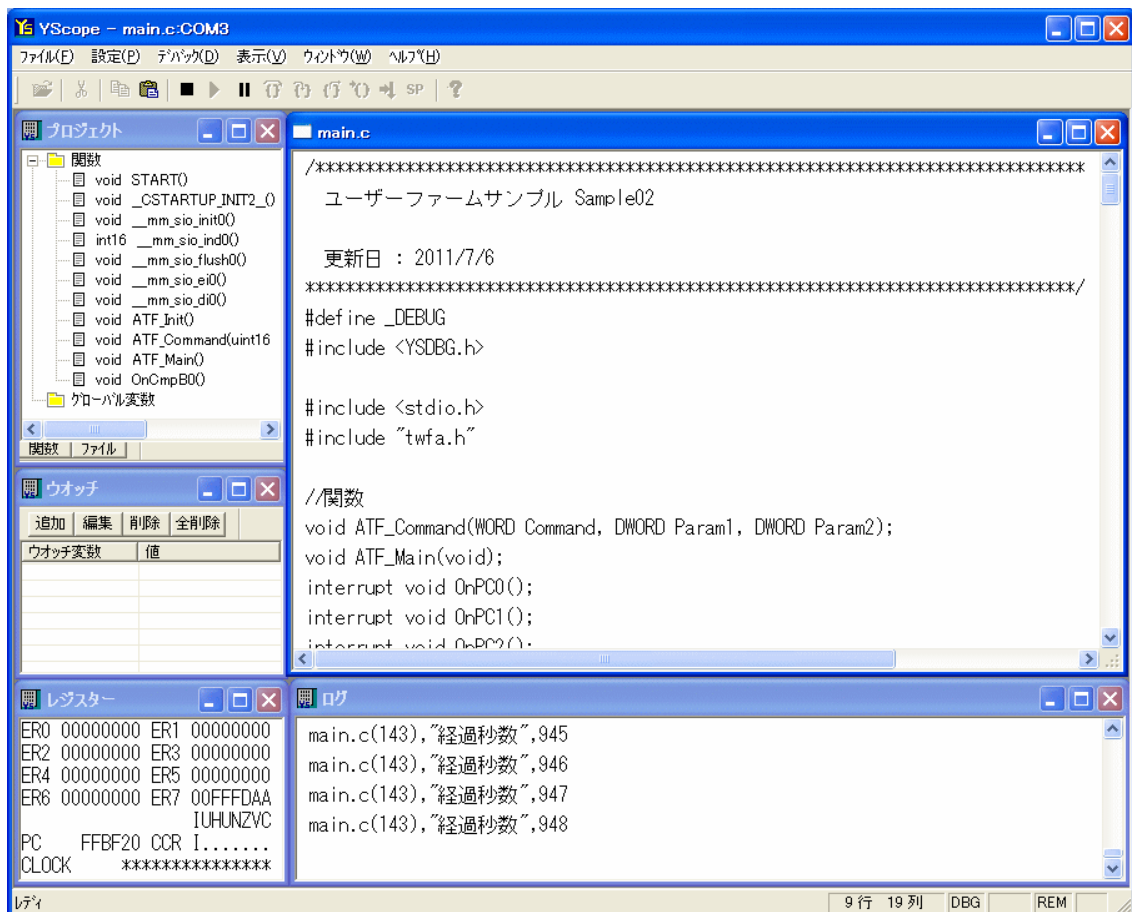 YScope - main.c:COM3
ファイル(F) 設定(P) デバッグ(D) 表示(V) ウィンドウ(W) ヘルプ(H)
SP
プロジェクト
関数
void START()
void _CSTARTUP_INIT2_()
void __mm_sio_init0()
int16 __mm_sio_ind0()
void __mm_sio_flush0()
void __mm_sio_ei0()
void __mm_sio_di0()
void ATF_Init()
void ATF_Command(uint16
void ATF_Main()
void OnCmpB0()
グローバル変数
関数 ファイル
ウオッチ
追加 編集 削除 全削除
ウオッチ変数 値
レジスター
ER0 00000000 ER1 00000000
ER2 00000000 ER3 00000000
ER4 00000000 ER5 00000000
ER6 00000000 ER7 00FFFDAA
IUHUNZVC
PC FFBF20 CCR I.......
CLOCK ***************
main.c
/*****************************************************************************
ユーザーファームサンプル Sample02
更新日 : 2011/7/6
*****************************************************************************/
#define _DEBUG
#include <YSDBG.h>
#include <stdio.h>
#include "twfa.h"
//関数
void ATF_Command(WORD Command, DWORD Param1, DWORD Param2);
void ATF_Main(void);
interrupt void OnPC0();
interrupt void OnPC1();
interrupt void OnPC2();
ログ
main.c(143),"経過秒数",945
main.c(143),"経過秒数",946
main.c(143),"経過秒数",947
main.c(143),"経過秒数",948
レディ
9行 19列 DBG REM